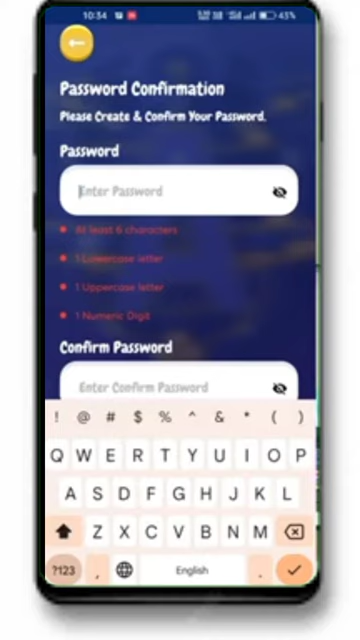 10:34
43%
Password Confirmation
Please Create & Confirm Your Password.
Password
Enter Password
At least 6 characters
1 Lowercase letter
1 Uppercase letter
1 Numeric Digit
Confirm Password
Enter Confirm Password
! @ # $ % ^ & * ( )
Q W E R T Y U I O P
A S D F G H J K L
Z X C V B N M
?123 , English .